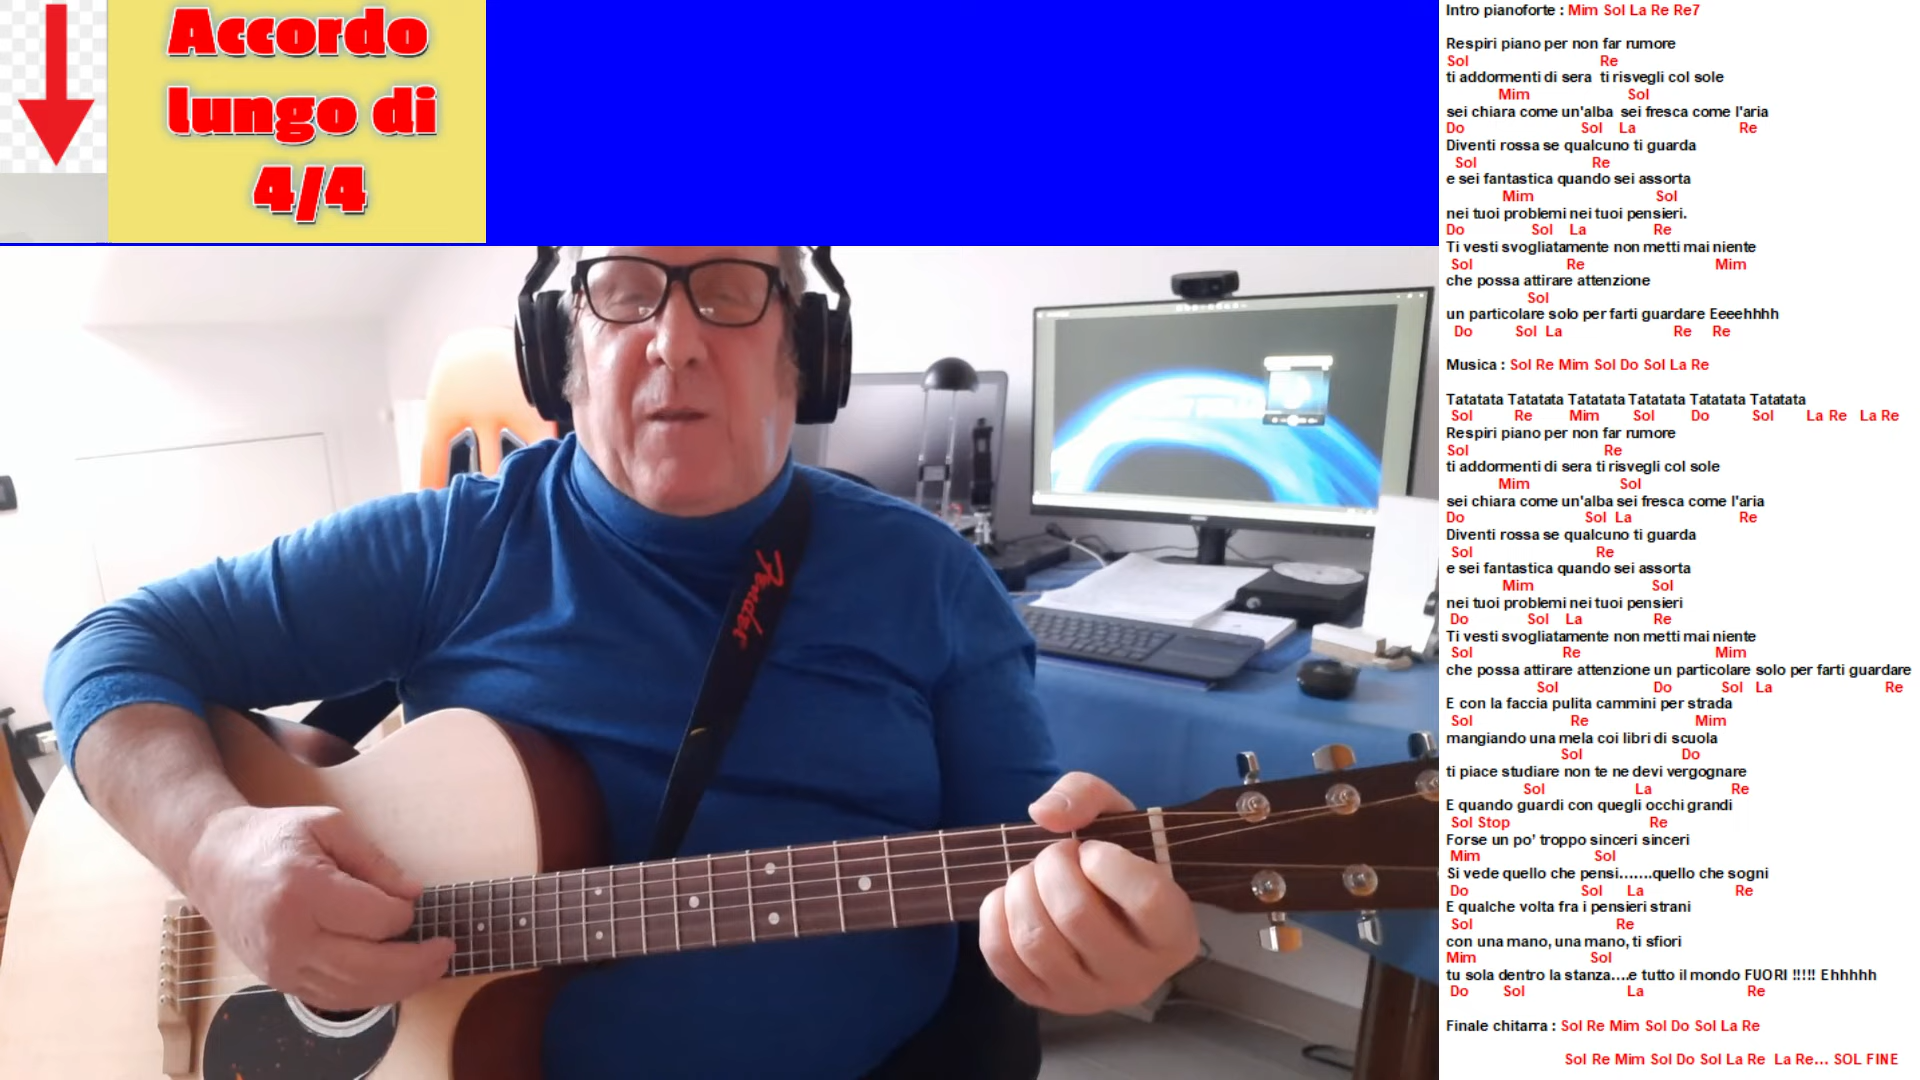 Accordo
lungo di
4/4
Fender
Intro pianoforte : Mim Sol La Re Re7
Respiri piano per non far rumore
Sol Re
ti addormenti di sera ti risvegli col sole
Mim Sol
sei chiara come un'alba sei fresca come l'aria
Do Sol La Re
Diventi rossa se qualcuno ti guarda
Sol Re
e sei fantastica quando sei assorta
Mim Sol
nei tuoi problemi nei tuoi pensieri.
Do Sol La Re
Ti vesti svogliatamente non metti mai niente
Sol Re Mim
che possa attirare attenzione
Sol
un particolare solo per farti guardare Eeeehhhh
Do Sol La Re Re
Musica : Sol Re Mim Sol Do Sol La Re
Tatatata Tatatata Tatatata Tatatata Tatatata Tatatata
Sol Re Mim Sol Do Sol La Re La Re
Respiri piano per non far rumore
Sol Re
ti addormenti di sera ti risvegli col sole
Mim Sol
sei chiara come un'alba sei fresca come l'aria
Do Sol La Re
Diventi rossa se qualcuno ti guarda
Sol Re
e sei fantastica quando sei assorta
Mim Sol
nei tuoi problemi nei tuoi pensieri
Do Sol La Re
Ti vesti svogliatamente non metti mai niente
Sol Re Mim
che possa attirare attenzione un particolare solo per farti guardare
Sol Do Sol La Re
E con la faccia pulita cammini per strada
Sol Re Mim
mangiando una mela coi libri di scuola
Sol Do
ti piace studiare non te ne devi vergognare
Sol La Re
E quando guardi con quegli occhi grandi
Sol Stop Re
Forse un po' troppo sinceri sinceri
Mim Sol
Si vede quello che pensi.......quello che sogni
Do Sol La Re
E qualche volta fra i pensieri strani
Sol Re
con una mano, una mano, ti sfiori
Mim Sol
tu sola dentro la stanza....e tutto il mondo FUORI !!!!! Ehhhhh
Do Sol La Re
Finale chitarra : Sol Re Mim Sol Do Sol La Re
Sol Re Mim Sol Do Sol La Re La Re... SOL FINE